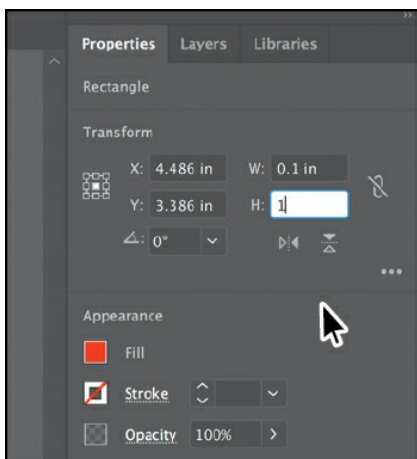 Properties Layers Libraries
Rectangle
Transform
X: 4.486 in W: 0.1 in
Y: 3.386 in H: 1
0°
Appearance
Fill
Stroke
Opacity 100%